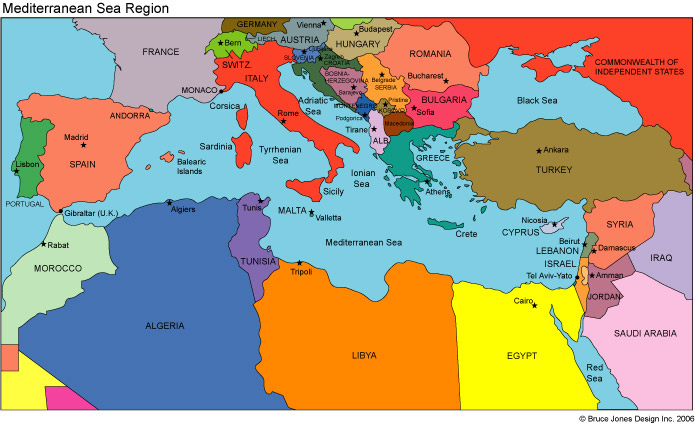 Mediterranean Sea Region
GERMANY
Vienna
Budapest
LIECH.
AUSTRIA
HUNGARY
FRANCE
Bern
SWITZ.
SLOVENIA
Ljubljana
Zagreb
CROATIA
ROMANIA
COMMONWEALTH
OF INDEPENDENT STATES
ITALY
BOSNIA-
HERZEGOVINA
Sarajevo
Belgrade
SERBIA
Bucharest
MONACO
Corsica
Adriatic
Sea
MONTENEGRO
Podgorica
Pristina
KOSOVO
BULGARIA
Sofia
Black Sea
ANDORRA
Rome
Tirane
ALB.
Macedonia
Madrid
SPAIN
Lisbon
PORTUGAL
Balearic
Islands
Sardinia
Tyrrhenian
Sea
Ionian
Sea
GREECE
Athens
Ankara
TURKEY
Gibraltar (U.K.)
Algiers
Tunis
Sicily
MALTA
Valletta
Crete
Nicosia
CYPRUS
SYRIA
Rabat
MOROCCO
TUNISIA
Mediterranean Sea
Beirut
LEBANON
Damascus
ISRAEL
Tel Aviv-Yato
IRAQ
Tripoli
Amman
JORDAN
Cairo
ALGERIA
LIBYA
EGYPT
SAUDI ARABIA
Red
Sea
© Bruce Jones Design Inc. 2006